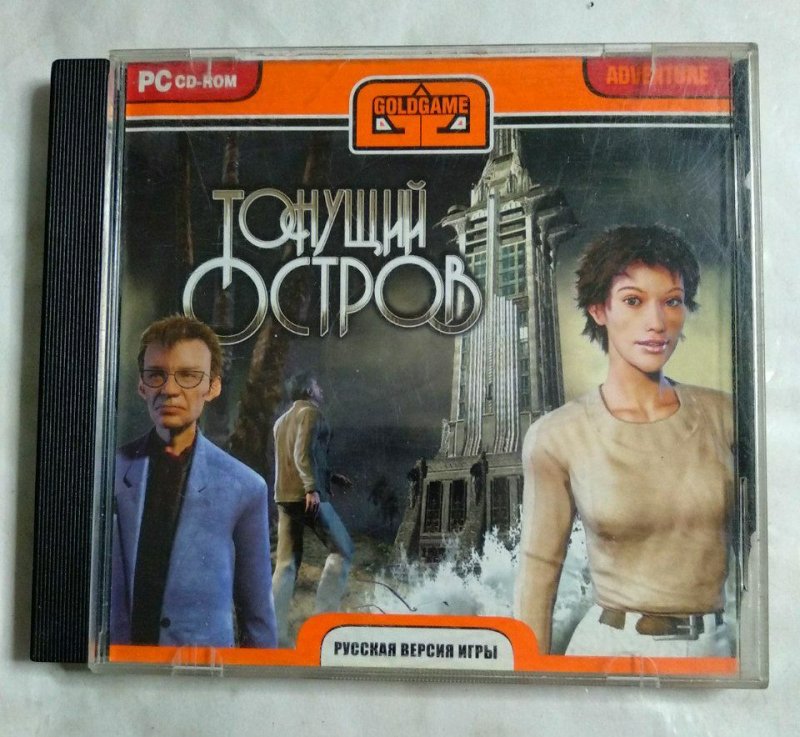 PC CD-ROM
GOLDGAME
ADVENTURE
ТОНУЩИЙ
ОСТРОВ
РУССКАЯ ВЕРСИЯ ИГРЫ